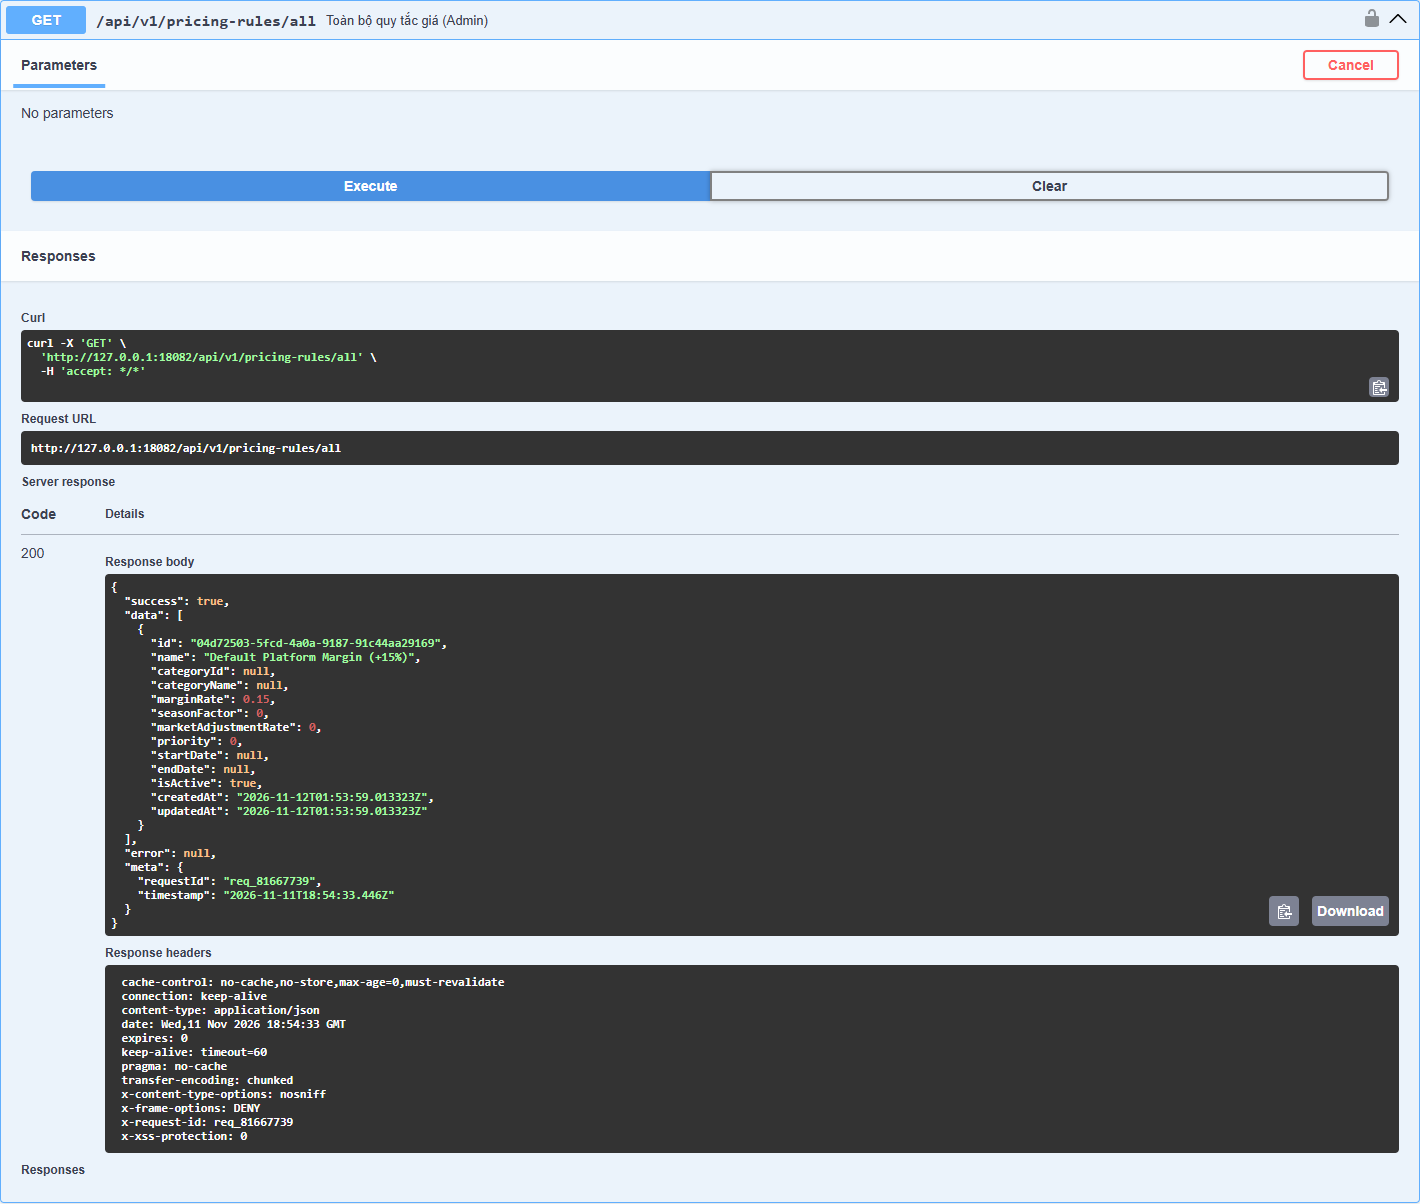 GET /api/v1/pricing-rules/all Toàn bộ quy tắc giá (Admin)
Parameters
Cancel
No parameters
Execute
Clear
Responses
Curl
curl -X 'GET' \
  'http://127.0.0.1:18082/api/v1/pricing-rules/all' \
  -H 'accept: */*'
Request URL
http://127.0.0.1:18082/api/v1/pricing-rules/all
Server response
Code Details
200
Response body
{
  "success": true,
  "data": [
    {
      "id": "04d72503-5fcd-4a0a-9187-91c44aa29169",
      "name": "Default Platform Margin (+15%)",
      "categoryId": null,
      "categoryName": null,
      "marginRate": 0.15,
      "seasonFactor": 0,
      "marketAdjustmentRate": 0,
      "priority": 0,
      "startDate": null,
      "endDate": null,
      "isActive": true,
      "createdAt": "2026-11-12T01:53:59.013323Z",
      "updatedAt": "2026-11-12T01:53:59.013323Z"
    }
  ],
  "error": null,
  "meta": {
    "requestId": "req_81667739",
    "timestamp": "2026-11-11T18:54:33.446Z"
  }
}
Download
Response headers
cache-control: no-cache,no-store,max-age=0,must-revalidate
connection: keep-alive
content-type: application/json
date: Wed,11 Nov 2026 18:54:33 GMT
expires: 0
keep-alive: timeout=60
pragma: no-cache
transfer-encoding: chunked
x-content-type-options: nosniff
x-frame-options: DENY
x-request-id: req_81667739
x-xss-protection: 0
Responses